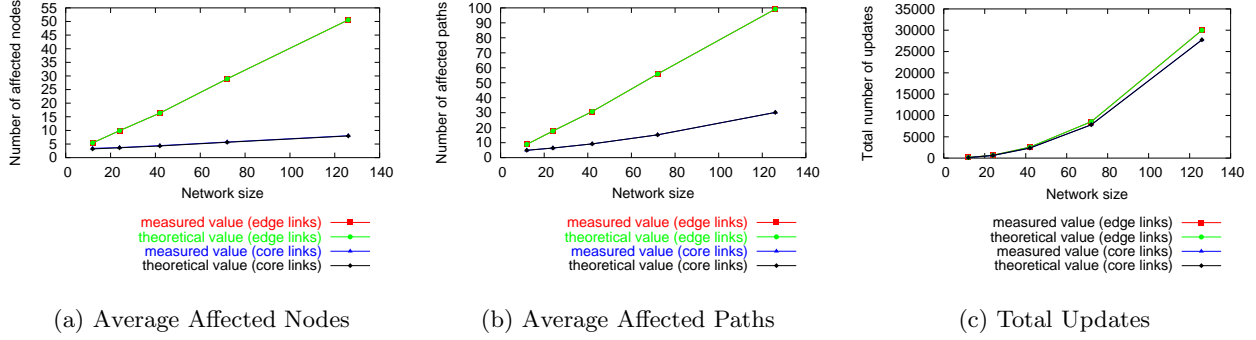 Number of affected nodes
55
50
45
40
35
30
25
20
15
10
5
0
0 20 40 60 80 100 120 140
Network size
measured value (edge links)
theoretical value (edge links)
measured value (core links)
theoretical value (core links)
(a) Average Affected Nodes
Number of affected paths
100
90
80
70
60
50
40
30
20
10
0
0 20 40 60 80 100 120 140
Network size
measured value (edge links)
theoretical value (edge links)
measured value (core links)
theoretical value (core links)
(b) Average Affected Paths
Total number of updates
35000
30000
25000
20000
15000
10000
5000
0
0 20 40 60 80 100 120 140
Network size
measured value (edge links)
theoretical value (edge links)
measured value (core links)
theoretical value (core links)
(c) Total Updates